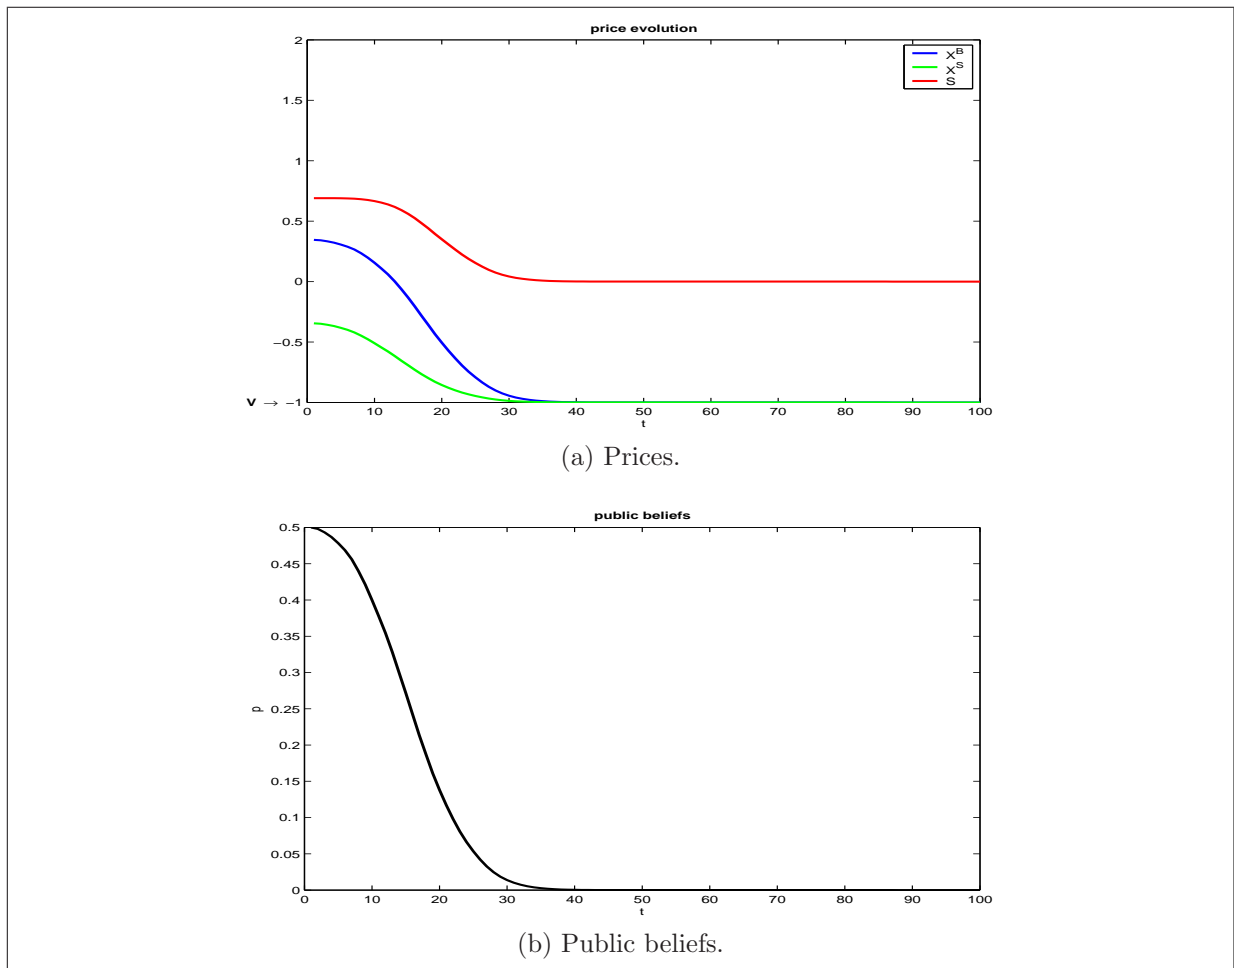 price evolution
2
1.5
1
0.5
0
−0.5
V → −1
X^B
X^S
S
0 10 20 30 40 50 60 70 80 90 100
t
(a) Prices.
public beliefs
0.5
0.45
0.4
0.35
0.3
0.25
0.2
0.15
0.1
0.05
0
p
0 10 20 30 40 50 60 70 80 90 100
t
(b) Public beliefs.